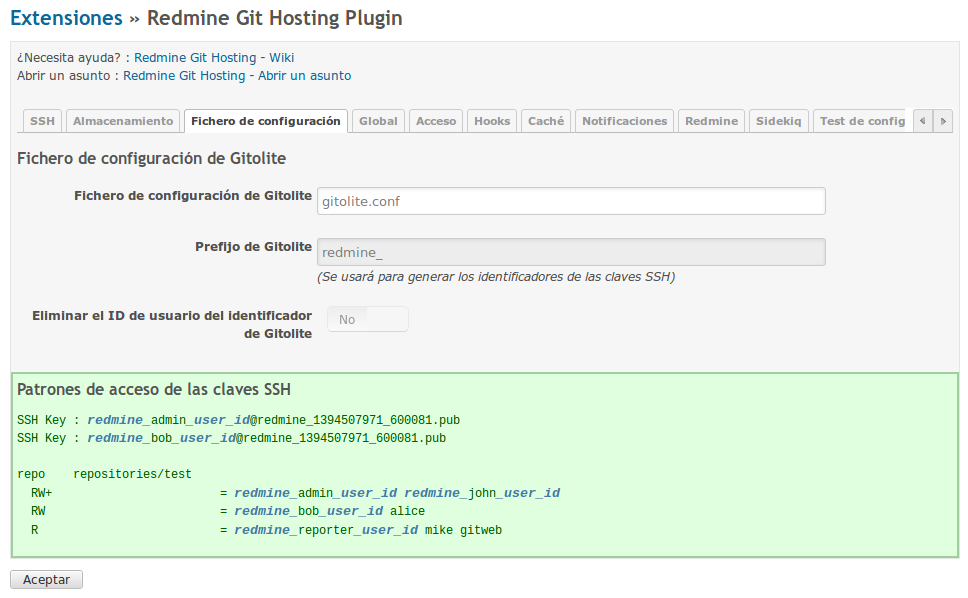 Extensiones » Redmine Git Hosting Plugin
¿Necesita ayuda? : Redmine Git Hosting - Wiki
Abrir un asunto : Redmine Git Hosting - Abrir un asunto
SSH Almacenamiento Fichero de configuración Global Acceso Hooks Caché Notificaciones Redmine Sidekiq Test de config
Fichero de configuración de Gitolite
Fichero de configuración de Gitolite gitolite.conf
Prefijo de Gitolite redmine_
(Se usará para generar los identificadores de las claves SSH)
Eliminar el ID de usuario del identificador No
de Gitolite
Patrones de acceso de las claves SSH
SSH Key : redmine_admin_user_id@redmine_1394507971_600081.pub
SSH Key : redmine_bob_user_id@redmine_1394507971_600081.pub
repo    repositories/test
RW+ = redmine_admin_user_id redmine_john_user_id
RW = redmine_bob_user_id alice
R = redmine_reporter_user_id mike gitweb
Aceptar